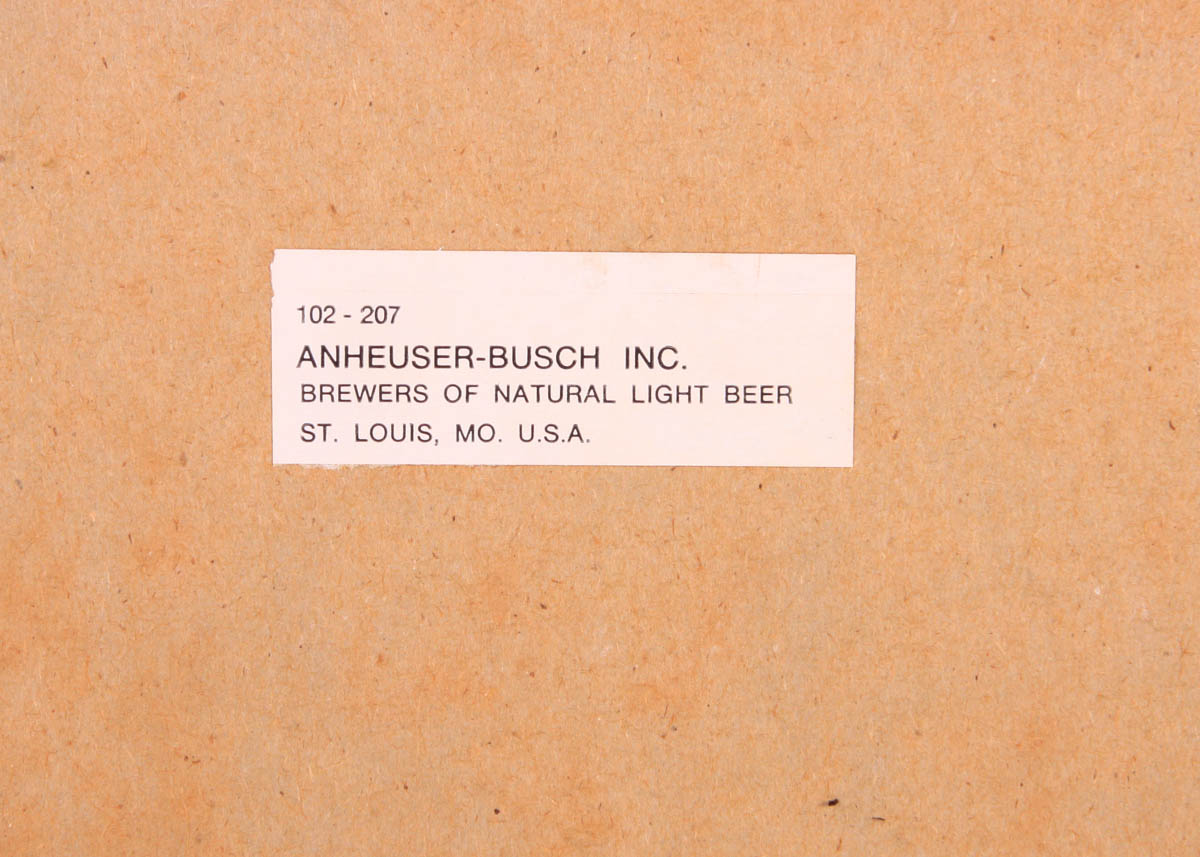 102 - 207
ANHEUSER-BUSCH INC.
BREWERS OF NATURAL LIGHT BEER
ST. LOUIS, MO. U.S.A.